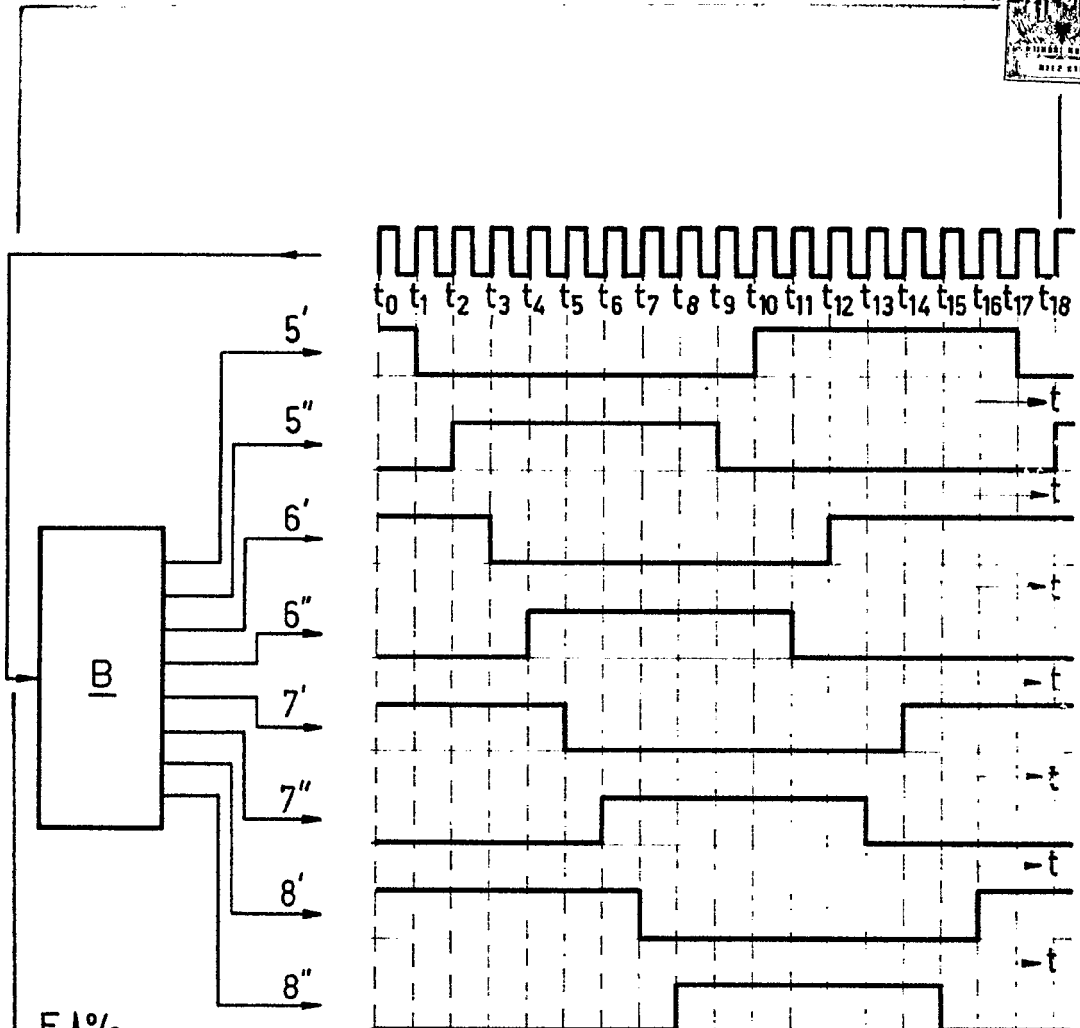 t₀ t₁ t₂ t₃ t₄ t₅ t₆ t₇ t₈ t₉ t₁₀ t₁₁ t₁₂ t₁₃ t₁₄ t₁₅ t₁₆ t₁₇ t₁₈
5′
t
5″
t
6′
t
6″
B
t
7′
t
7″
t
8′
t
8″